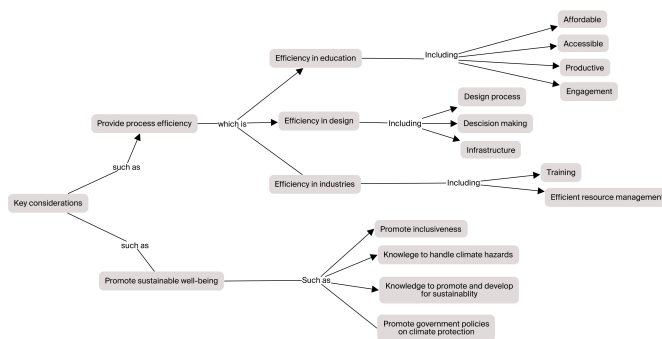 Affordable
Including
Accessible
Efficiency in education
Productive
Engagement
Design process
Provide process efficiency
which is
Efficiency in design
Including
Descision making
Infrastructure
such as
Training
Efficiency in industries
Including
Efficient resource management
Key considerations
Promote inclusiveness
such as
Knowlege to handle climate hazards
Promote sustainable well-being
Such as
Knowledge to promote and develop
for sustainablity
Promote government policies
on climate protection